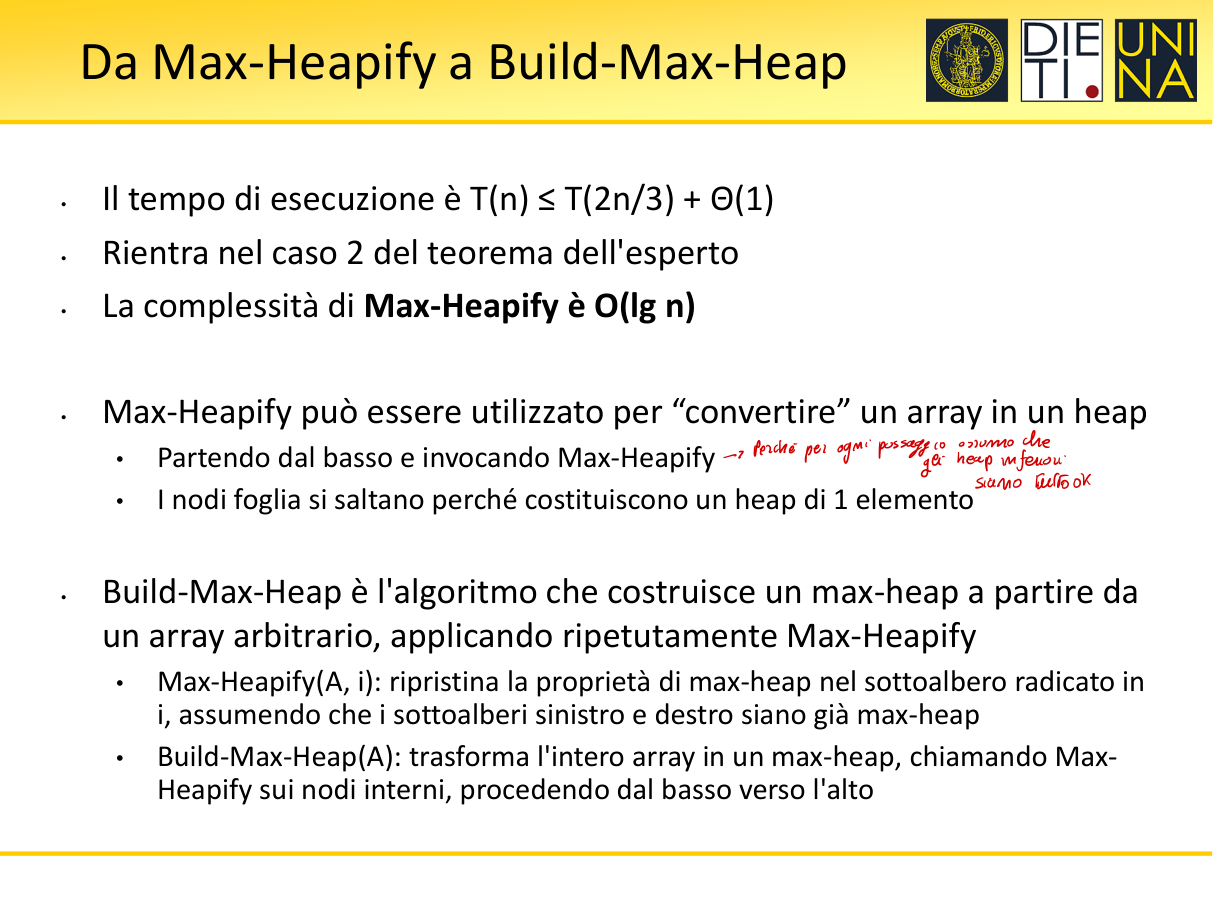 Da Max-Heapify a Build-Max-Heap
DIE
TI.
UNI
NA
• Il tempo di esecuzione è T(n) ≤ T(2n/3) + Θ(1)
• Rientra nel caso 2 del teorema dell'esperto
• La complessità di Max-Heapify è O(lg n)
• Max-Heapify può essere utilizzato per “convertire” un array in un heap
• Partendo dal basso e invocando Max-Heapify → Perché per ogni passaggio assumo che
gli heap inferiori
siano tutto ok
• I nodi foglia si saltano perché costituiscono un heap di 1 elemento
• Build-Max-Heap è l'algoritmo che costruisce un max-heap a partire da
un array arbitrario, applicando ripetutamente Max-Heapify
• Max-Heapify(A, i): ripristina la proprietà di max-heap nel sottoalbero radicato in
i, assumendo che i sottoalberi sinistro e destro siano già max-heap
• Build-Max-Heap(A): trasforma l'intero array in un max-heap, chiamando Max-
Heapify sui nodi interni, procedendo dal basso verso l'alto